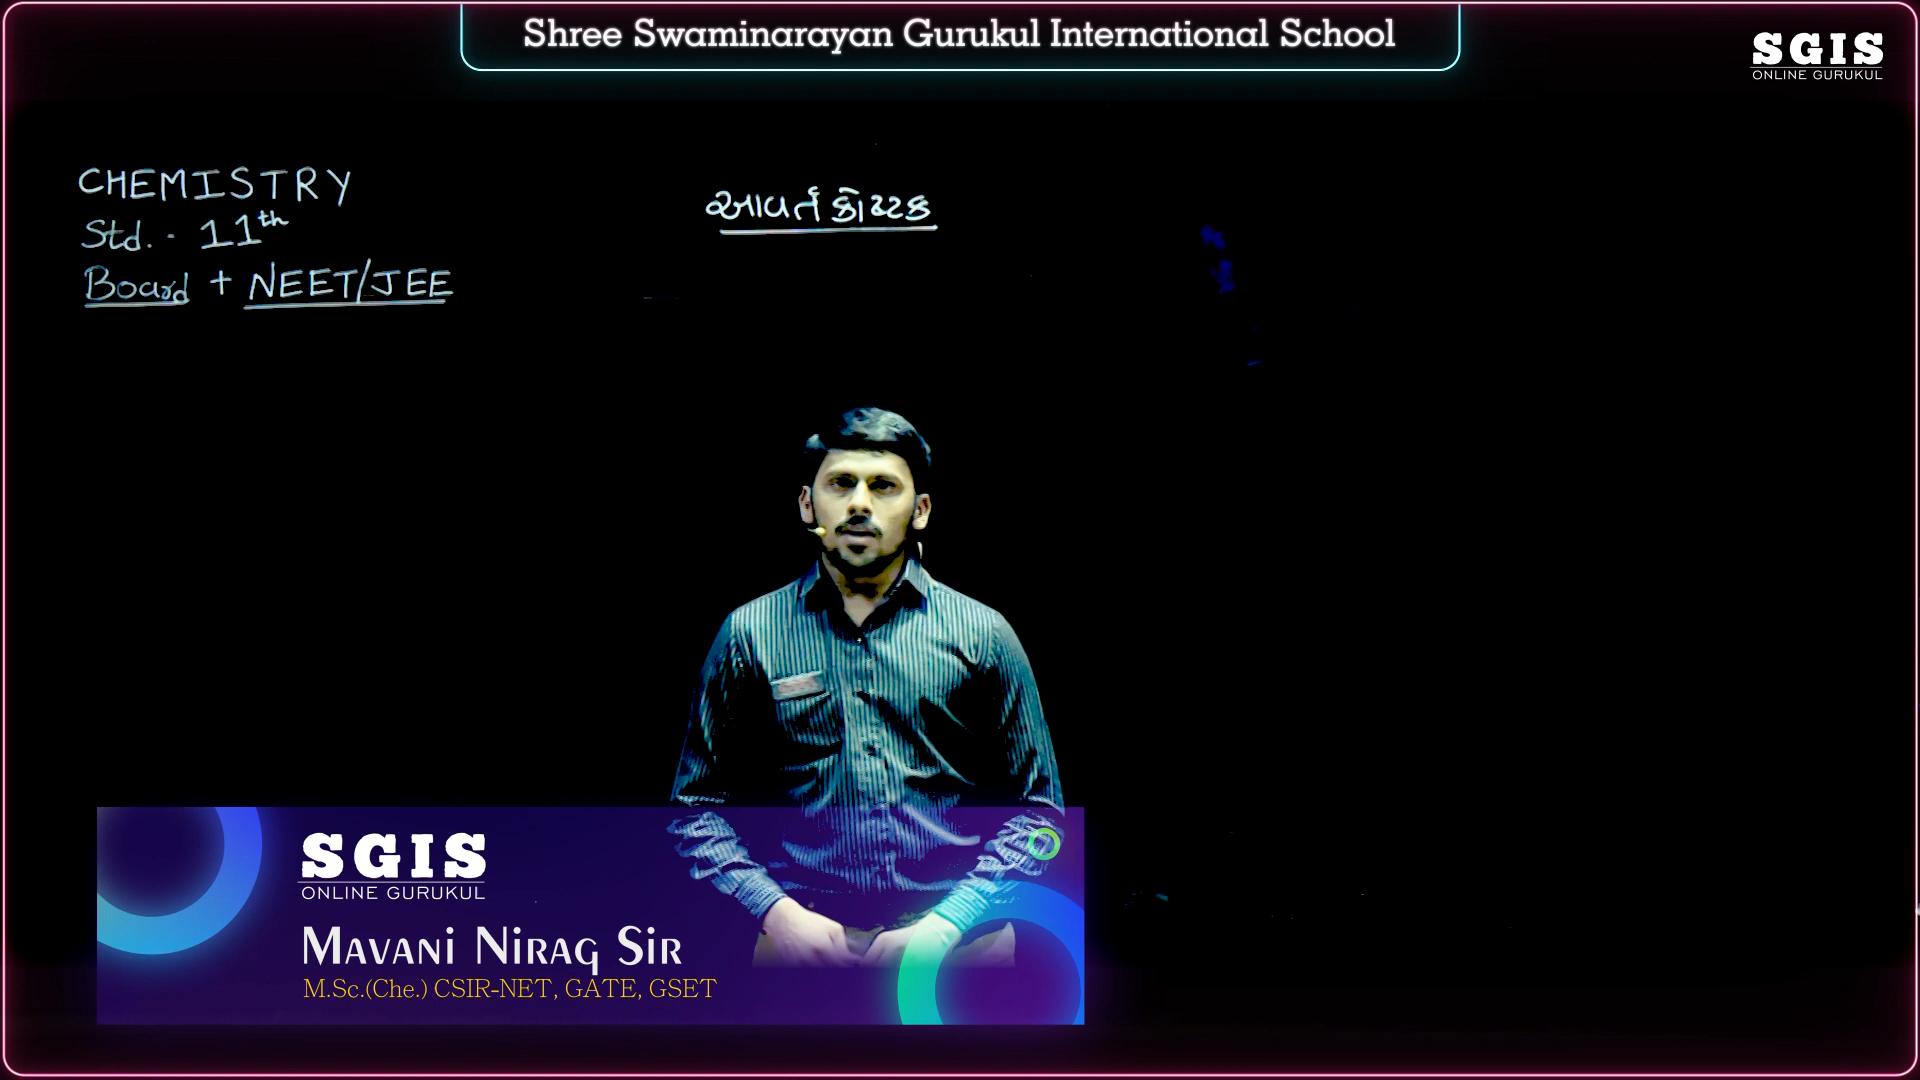 Shree Swaminarayan Gurukul International School
SGIS
ONLINE GURUKUL
CHEMISTRY
Std. - 11th
Board + NEET/JEE
આવર્ત કોષ્ટક
SGIS
ONLINE GURUKUL
Mavani Nirag Sir
M.Sc.(Che.) CSIR-NET, GATE, GSET